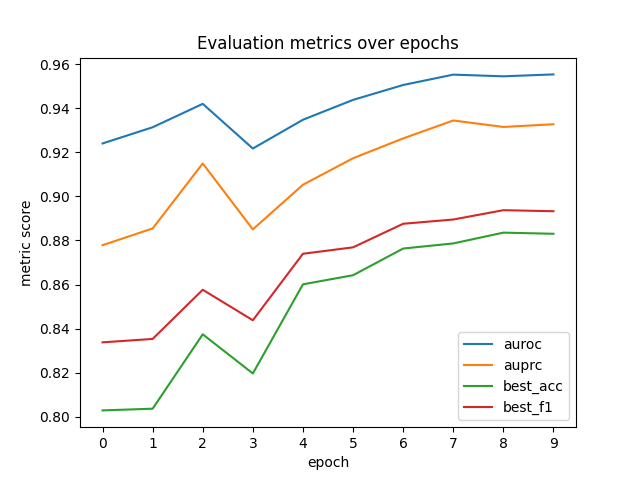 Evaluation metrics over epochs
metric score
0.96
0.94
0.92
0.90
0.88
0.86
0.84
0.82
0.80
auroc
auprc
best_acc
best_f1
0 1 2 3 4 5 6 7 8 9
epoch